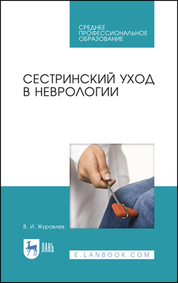 СРЕДНЕЕ
ПРОФЕССИОНАЛЬНОЕ
ОБРАЗОВАНИЕ
СЕСТРИНСКИЙ УХОД
В НЕВРОЛОГИИ
В. И. Журавлев
ЛАНЬ
E.LANBOOK.COM